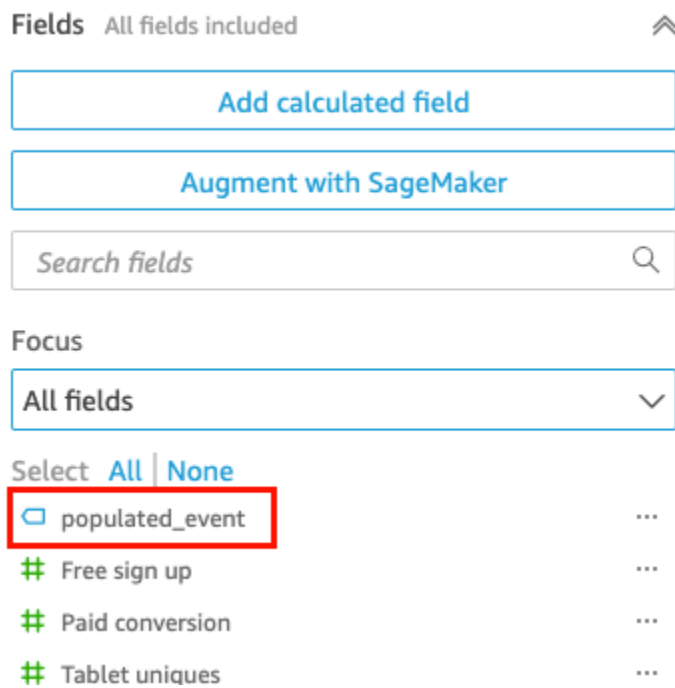 Fields All fields included
Add calculated field
Augment with SageMaker
Search fields
Focus
All fields
Select All | None
populated_event ...
Free sign up ...
Paid conversion ...
Tablet uniques ...